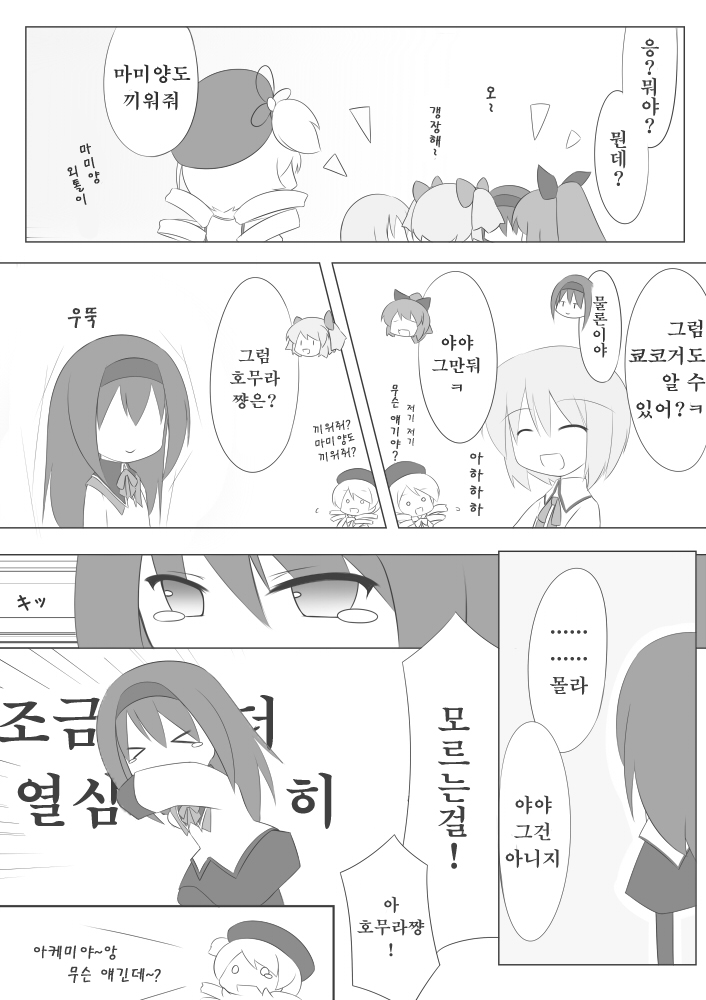 응? 뭐야?
뭔데?
오~
굉장해~
마미양도
끼워줘
마미양
외톨이
그럼
쿄코거도
알 수
있어?ㅋ
물론이야
야야
그만둬
ㅋ
저기 저기
무슨 얘기야?
아하하하
그럼
호무라
쨩은?
끼워줘?
마미양도
끼워줘?
우뚝
……
……
몰라
야야
그건
아니지
キッ
모르는걸!
조금 더
열심히
아
호무라쨩
!
아케미야~앙
무슨 얘긴데~?